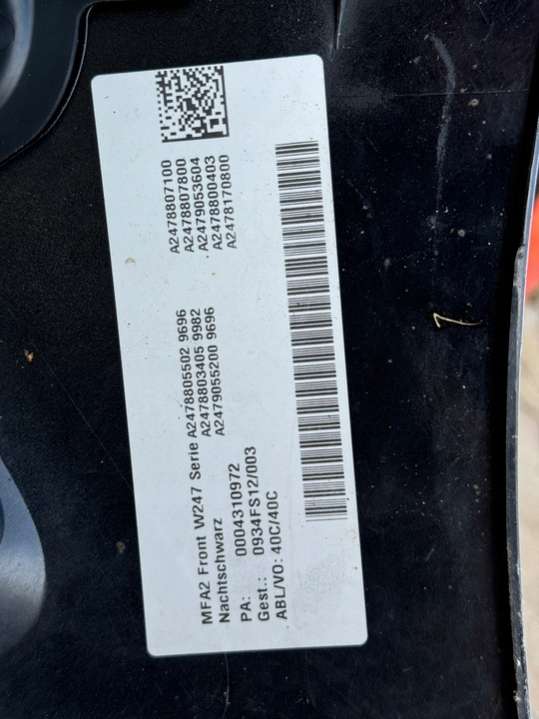 MFA2 Front W247 Serie A2478805502 9696 A2478807100
Nachtschwarz A2478803405 9982 A2478807800
A2479055200 9696 A2479053604
A2478800403
A2478170800
PA: 0004310972
Gest.: 0934FS12/003
ABL/VO: 40C/40C